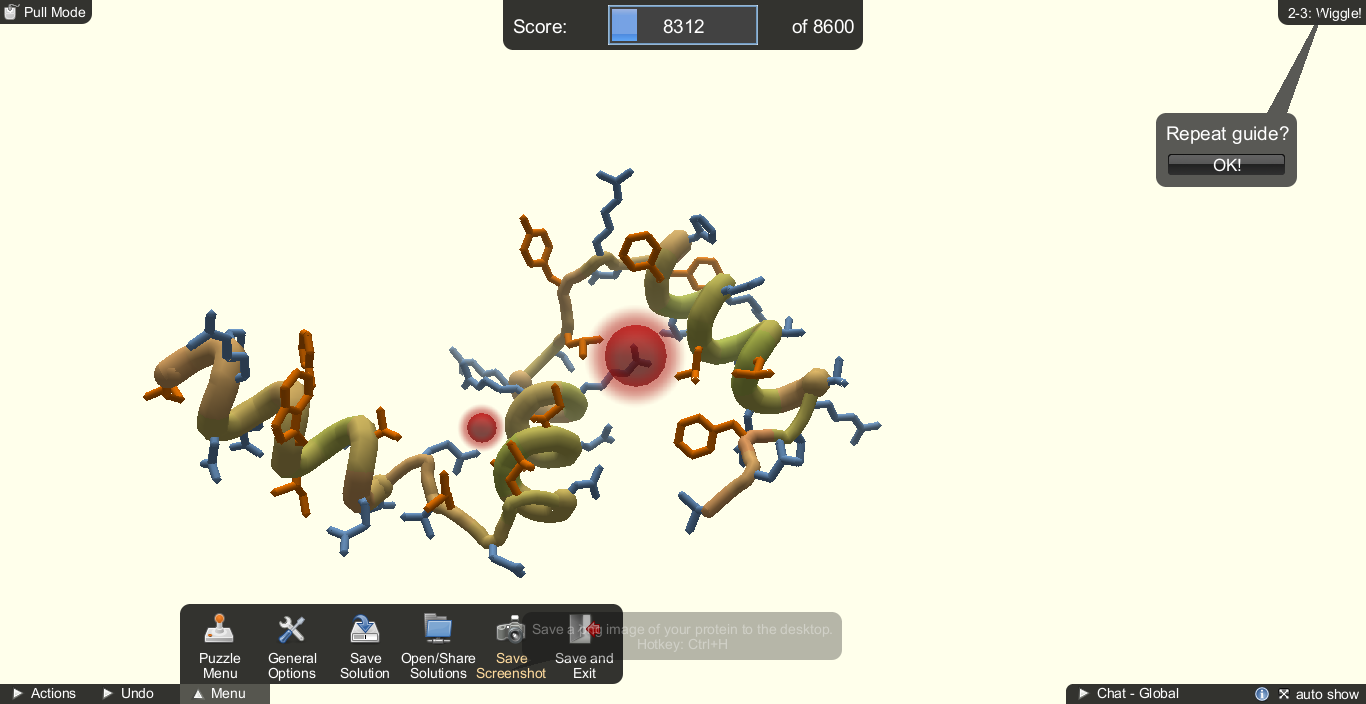 Pull Mode
Score: 8312 of 8600
2-3: Wiggle!
Repeat guide?
OK!
Save a png image of your protein to the desktop.
Hotkey: Ctrl+H
Puzzle Menu
General Options
Save Solution
Open/Share Solutions
Save Screenshot
Save and Exit
Actions
Undo
Menu
Chat - Global
auto show